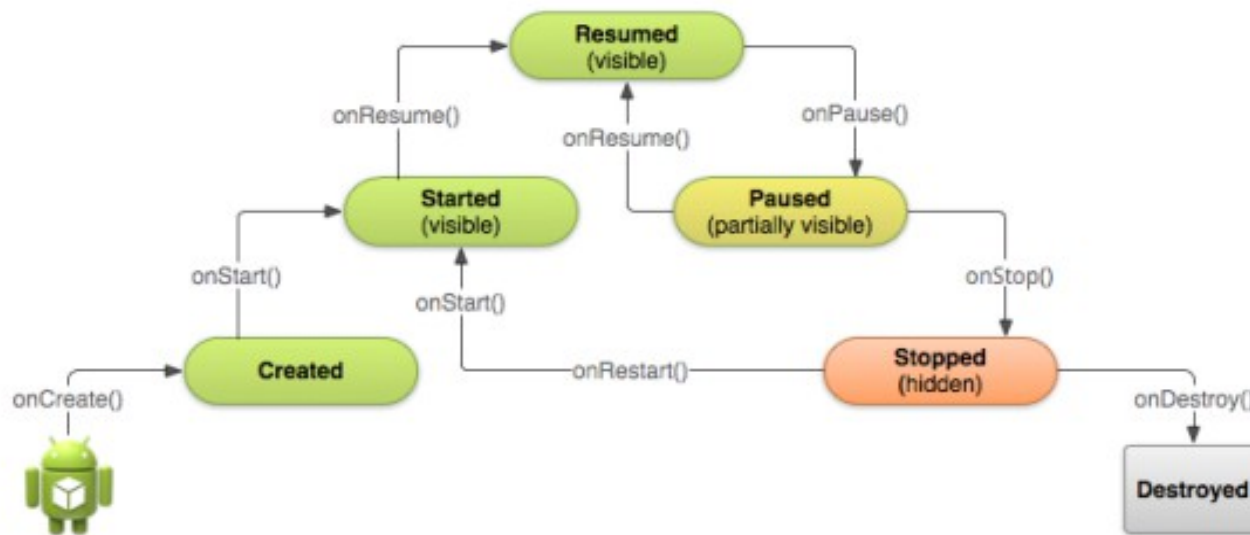 Resumed
(visible)
onResume()
onResume()
onPause()
Started
(visible)
Paused
(partially visible)
onStart()
onStart()
onStop()
Created
onRestart()
Stopped
(hidden)
onCreate()
onDestroy()
Destroyed